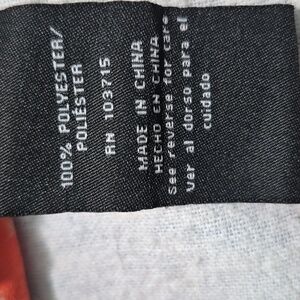 100% POLYESTER/
POLIÉSTER
RN 103715
MADE IN CHINA
HECHO EN CHINA
See reverse for care
Ver al dorso para el
cuidado